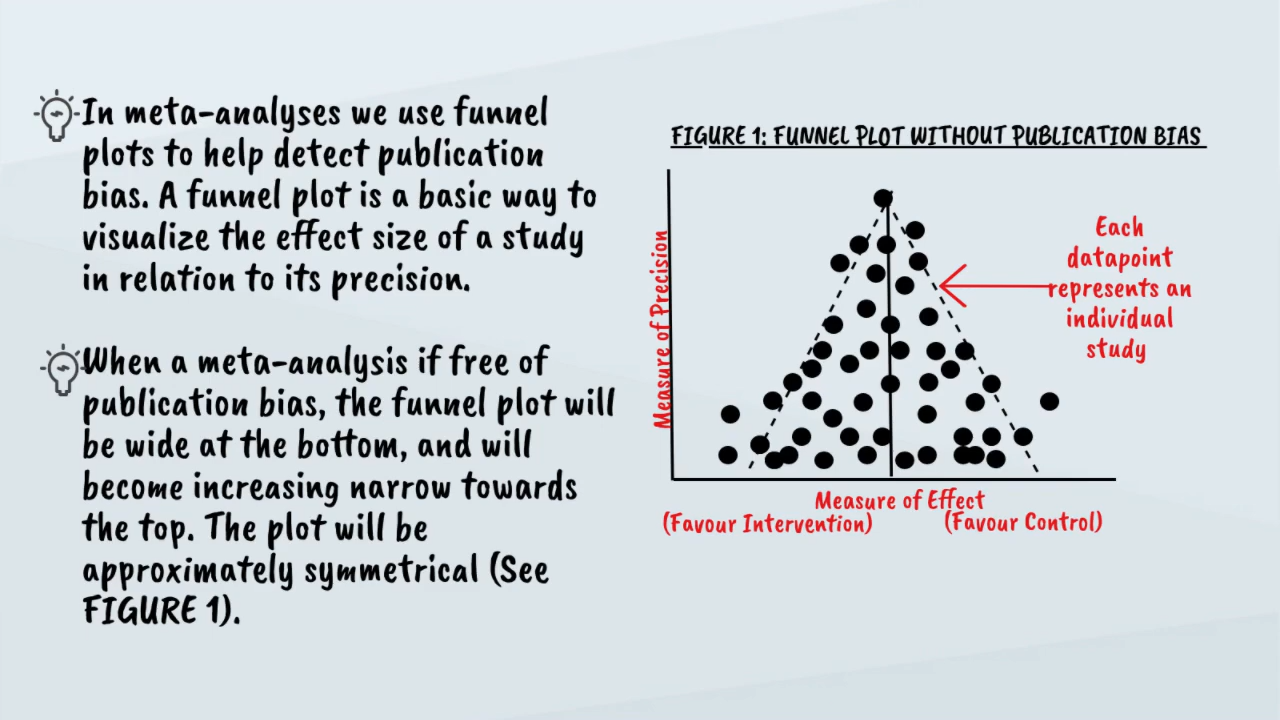 In meta-analyses we use funnel
plots to help detect publication
bias. A funnel plot is a basic way to
visualize the effect size of a study
in relation to its precision.
When a meta-analysis if free of
publication bias, the funnel plot will
be wide at the bottom, and will
become increasing narrow towards
the top. The plot will be
approximately symmetrical (See
FIGURE 1).
FIGURE 1: FUNNEL PLOT WITHOUT PUBLICATION BIAS
Measure of Precision
Each
datapoint
represents an
individual
study
Measure of Effect
(Favour Intervention)
(Favour Control)